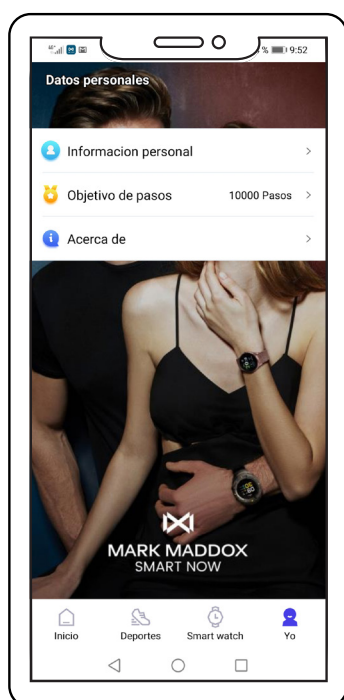 % 9:52
Datos personales
Informacion personal
Objetivo de pasos 10000 Pasos
Acerca de
MARK MADDOX
SMART NOW
Inicio Deportes Smart watch Yo